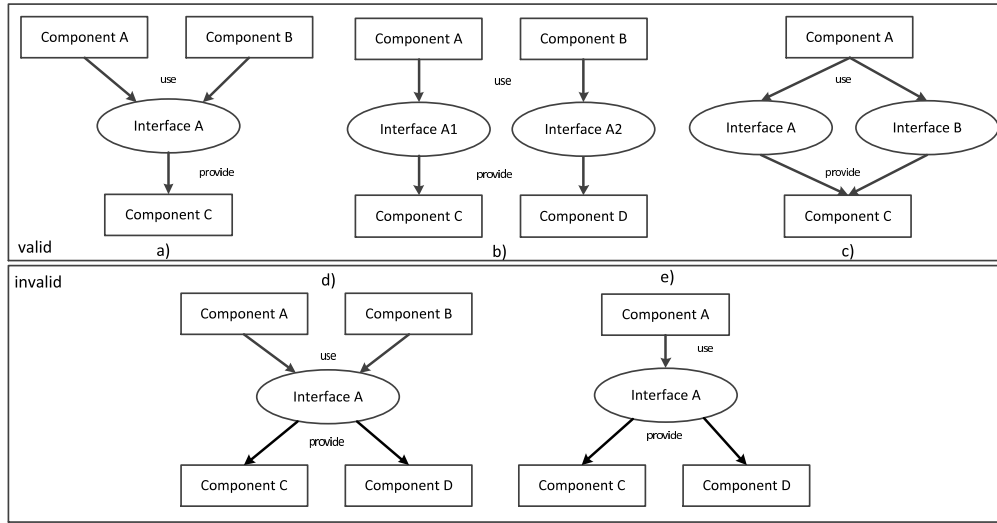 Component A
Component B
use
Interface A
provide
Component C
a)
Component A
Component B
use
Interface A1
Interface A2
provide
Component C
Component D
b)
Component A
use
Interface A
Interface B
provide
Component C
c)
valid
invalid
d)
Component A
Component B
use
Interface A
provide
Component C
Component D
e)
Component A
use
Interface A
provide
Component C
Component D